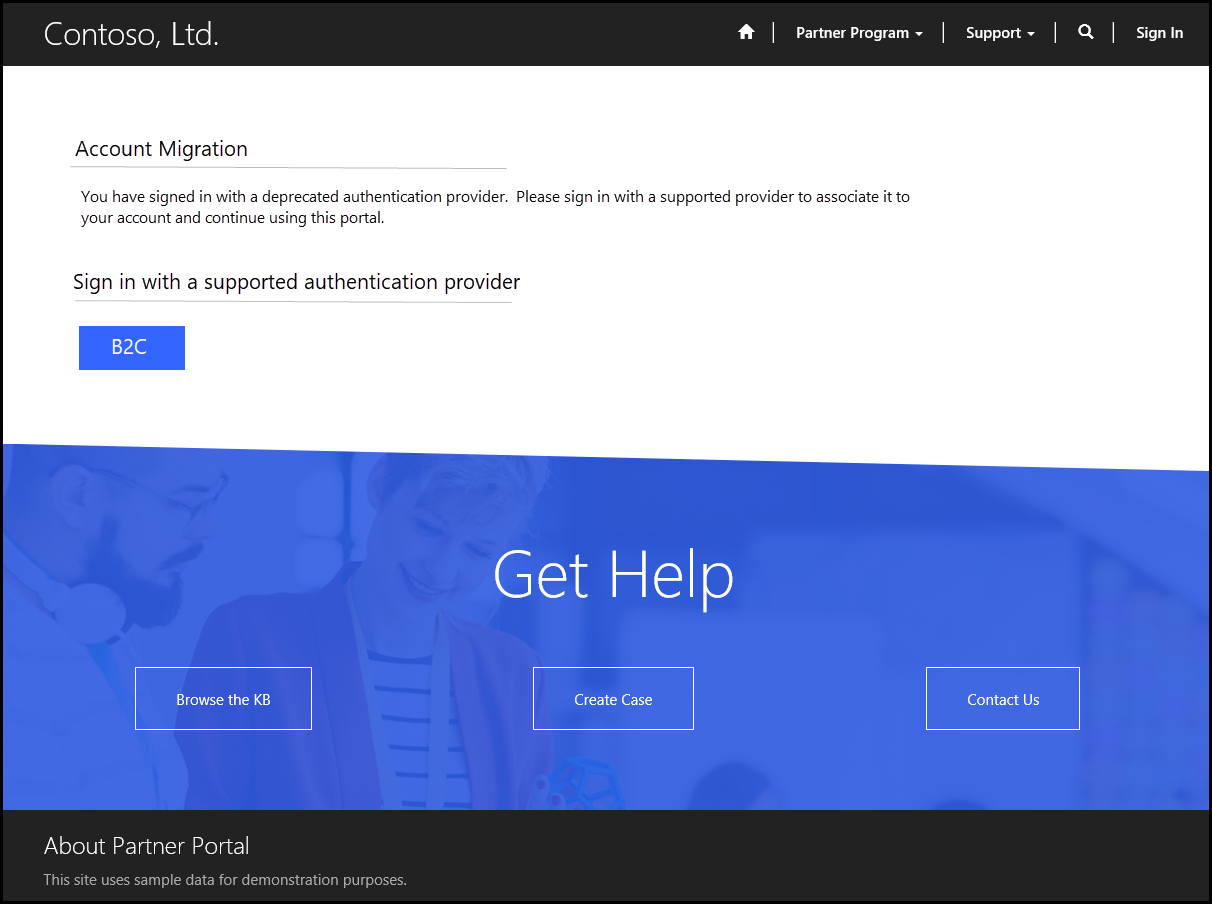 Contoso, Ltd.
Partner Program
Support
Sign In
Account Migration
You have signed in with a deprecated authentication provider.  Please sign in with a supported provider to associate it to
your account and continue using this portal.
Sign in with a supported authentication provider
B2C
Get Help
Browse the KB
Create Case
Contact Us
About Partner Portal
This site uses sample data for demonstration purposes.